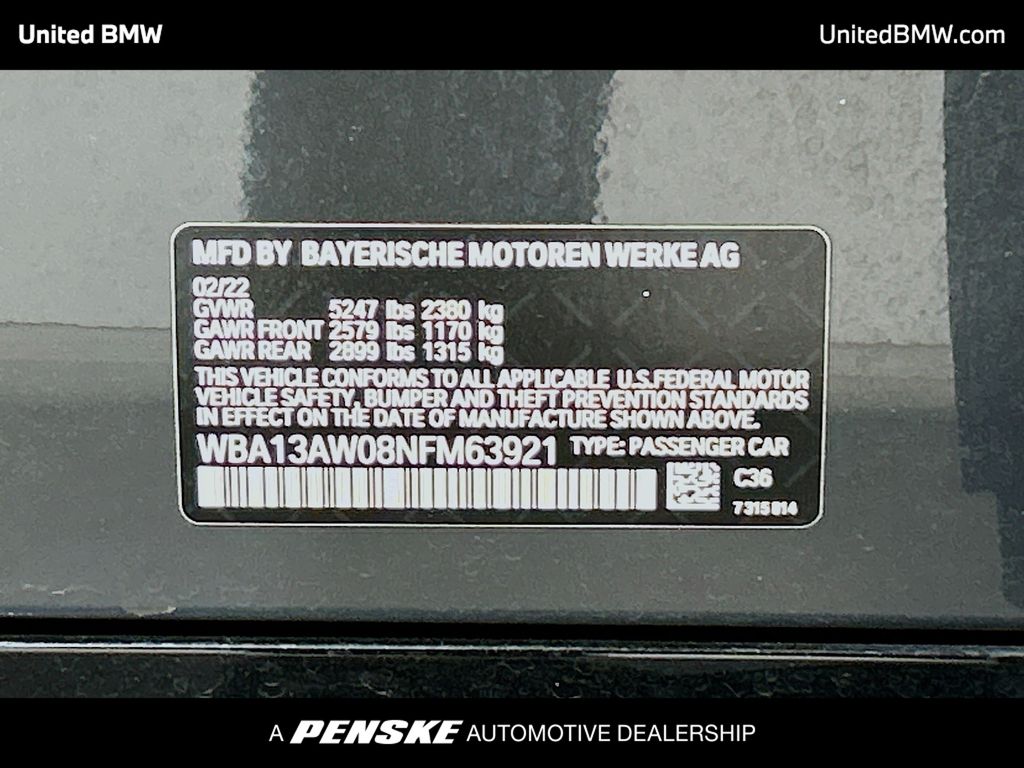 United BMW
UnitedBMW.com
MFD BY BAYERISCHE MOTOREN WERKE AG
02/22
GVWR 5247 lbs 2380 kg
GAWR FRONT 2579 lbs 1170 kg
GAWR REAR 2899 lbs 1315 kg
THIS VEHICLE CONFORMS TO ALL APPLICABLE U.S.FEDERAL MOTOR
VEHICLE SAFETY, BUMPER AND THEFT PREVENTION STANDARDS
IN EFFECT ON THE DATE OF MANUFACTURE SHOWN ABOVE.
WBA13AW08NFM63921 TYPE: PASSENGER CAR
C36
7315814
A PENSKE AUTOMOTIVE DEALERSHIP